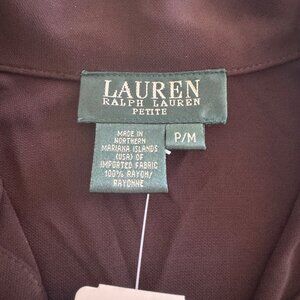 LAUREN
RALPH LAUREN
PETITE
P/M
MADE IN
NORTHERN
MARIANA ISLANDS
(USA) OF
IMPORTED FABRIC
100% RAYON/
RAYONNE